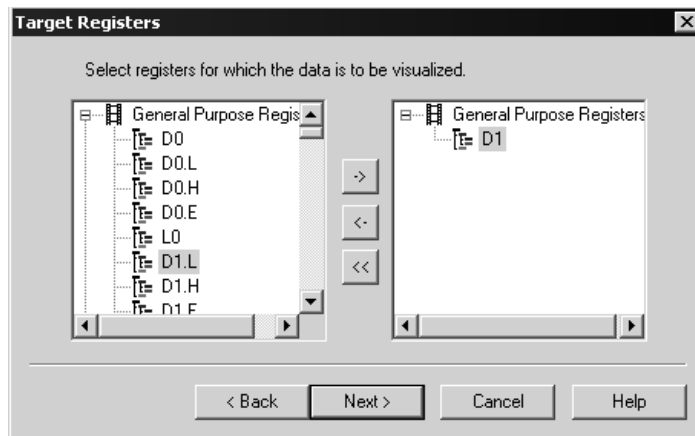 Target Registers
Select registers for which the data is to be visualized.
General Purpose Regis
D0
D0.L
D0.H
D0.E
L0
D1.L
D1.H
D1.E
->
<-
<<
General Purpose Registers
D1
< Back
Next >
Cancel
Help